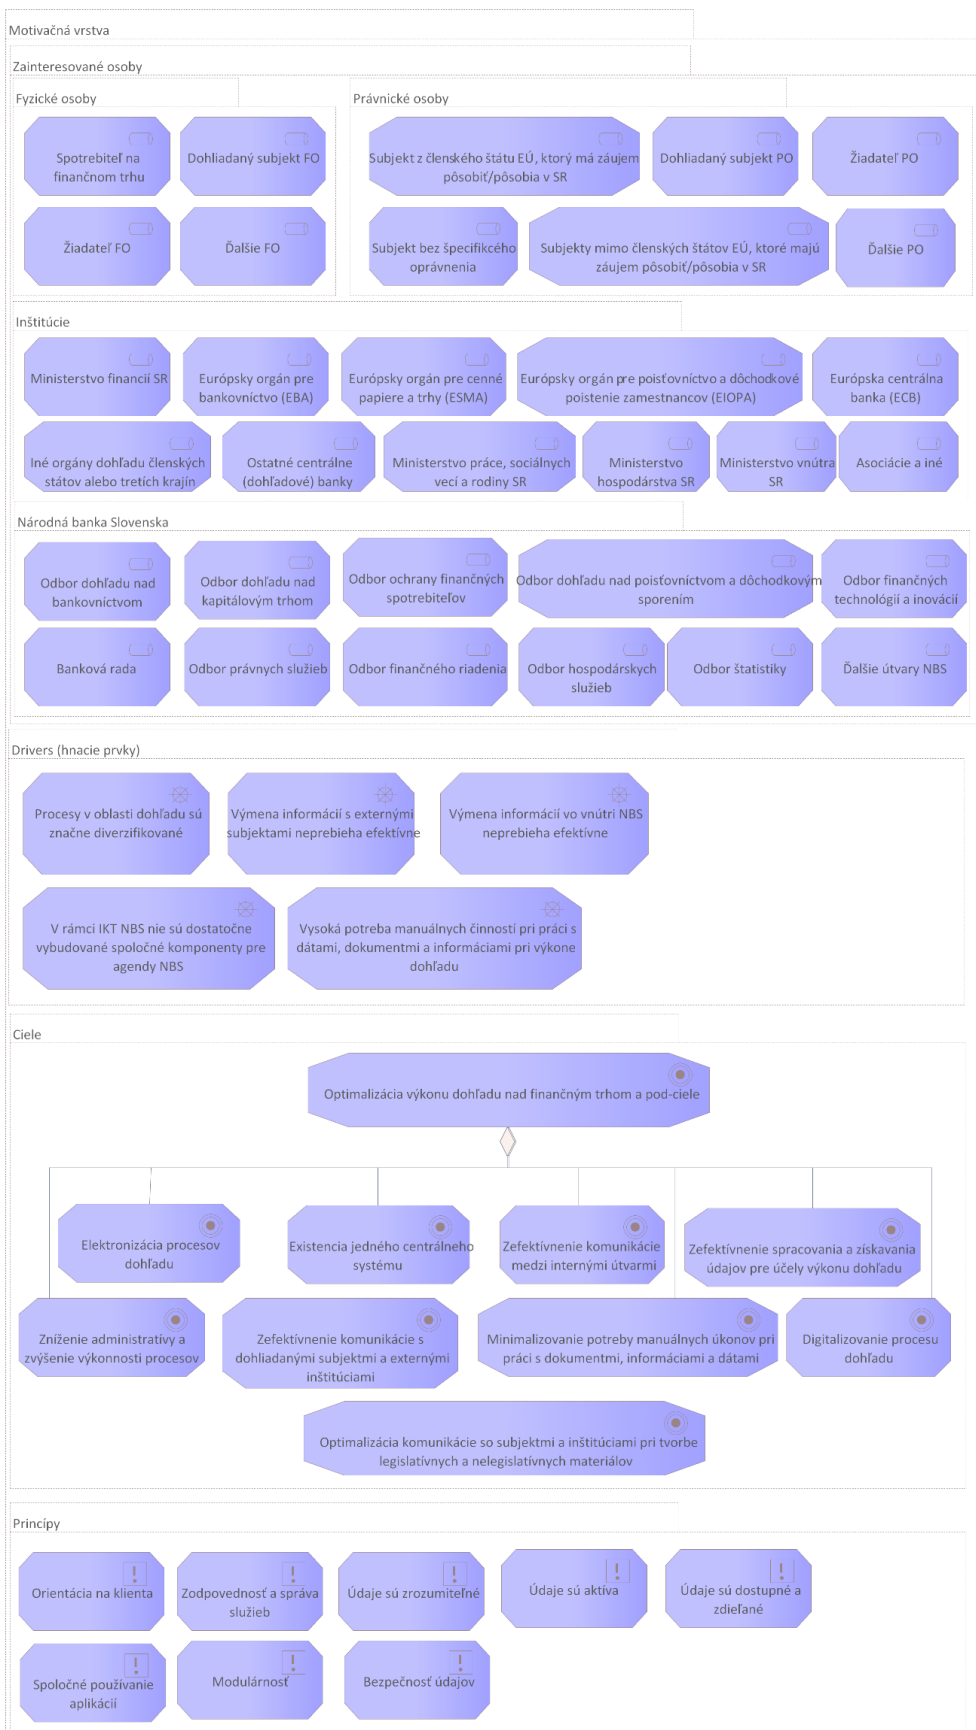 Motivačná vrstva
Zainteresované osoby
Fyzické osoby
Spotrebiteľ na
finančnom trhu
Dohliadaný subjekt FO
Žiadateľ FO
Ďalšie FO
Právnické osoby
Subjekt z členského štátu EÚ, ktorý má záujem
pôsobiť/pôsobia v SR
Dohliadaný subjekt PO
Žiadateľ PO
Subjekt bez špecifikcého
oprávnenia
Subjekty mimo členských štátov EÚ, ktoré majú
záujem pôsobiť/pôsobia v SR
Ďalšie PO
Inštitúcie
Ministerstvo financií SR
Európsky orgán pre
bankovníctvo (EBA)
Európsky orgán pre cenné
papiere a trhy (ESMA)
Európsky orgán pre poisťovníctvo a dôchodkové
poistenie zamestnancov (EIOPA)
Európska centrálna
banka (ECB)
Iné orgány dohľadu členských
státov alebo tretích krajín
Ostatné centrálne
(dohľadové) banky
Ministerstvo práce, sociálnych
vecí a rodiny SR
Ministerstvo
hospodárstva SR
Ministerstvo vnútra
SR
Asociácie a iné
Národná banka Slovenska
Odbor dohľadu nad
bankovníctvom
Odbor dohľadu nad
kapitálovým trhom
Odbor ochrany finančných
spotrebiteľov
Odbor dohľadu nad poisťovníctvom a dôchodkovým
sporením
Odbor finančných
technológií a inovácií
Banková rada
Odbor právnych služieb
Odbor finančného riadenia
Odbor hospodárskych
služieb
Odbor štatistiky
Ďalšie útvary NBS
Drivers (hnacie prvky)
Procesy v oblasti dohľadu sú
značne diverzifikované
Výmena informácií s externými
subjektami neprebieha efektívne
Výmena informácií vo vnútri NBS
neprebieha efektívne
V rámci IKT NBS nie sú dostatočne
vybudované spoločné komponenty pre
agendy NBS
Vysoká potreba manuálnych činností pri práci s
dátami, dokumentmi a informáciami pri výkone
dohľadu
Ciele
Optimalizácia výkonu dohľadu nad finančným trhom a pod-ciele
Elektronizácia procesov
dohľadu
Existencia jedného centrálneho
systému
Zefektívnenie komunikácie
medzi internými útvarmi
Zefektívnenie spracovania a získavania
údajov pre účely výkonu dohľadu
Zníženie administratívy a
zvýšenie výkonnosti procesov
Zefektívnenie komunikácie s
dohliadanými subjektmi a externými
inštitúciami
Minimalizovanie potreby manuálnych úkonov pri
práci s dokumentmi, informáciami a dátami
Digitalizovanie procesu
dohľadu
Optimalizácia komunikácie so subjektmi a inštitúciami pri tvorbe
legislatívnych a nelegislatívnych materiálov
Princípy
Orientácia na klienta
Zodpovednosť a správa
služieb
Údaje sú zrozumiteľné
Údaje sú aktíva
Údaje sú dostupné a
zdieľané
Spoločné používanie
aplikácií
Modulárnosť
Bezpečnosť údajov